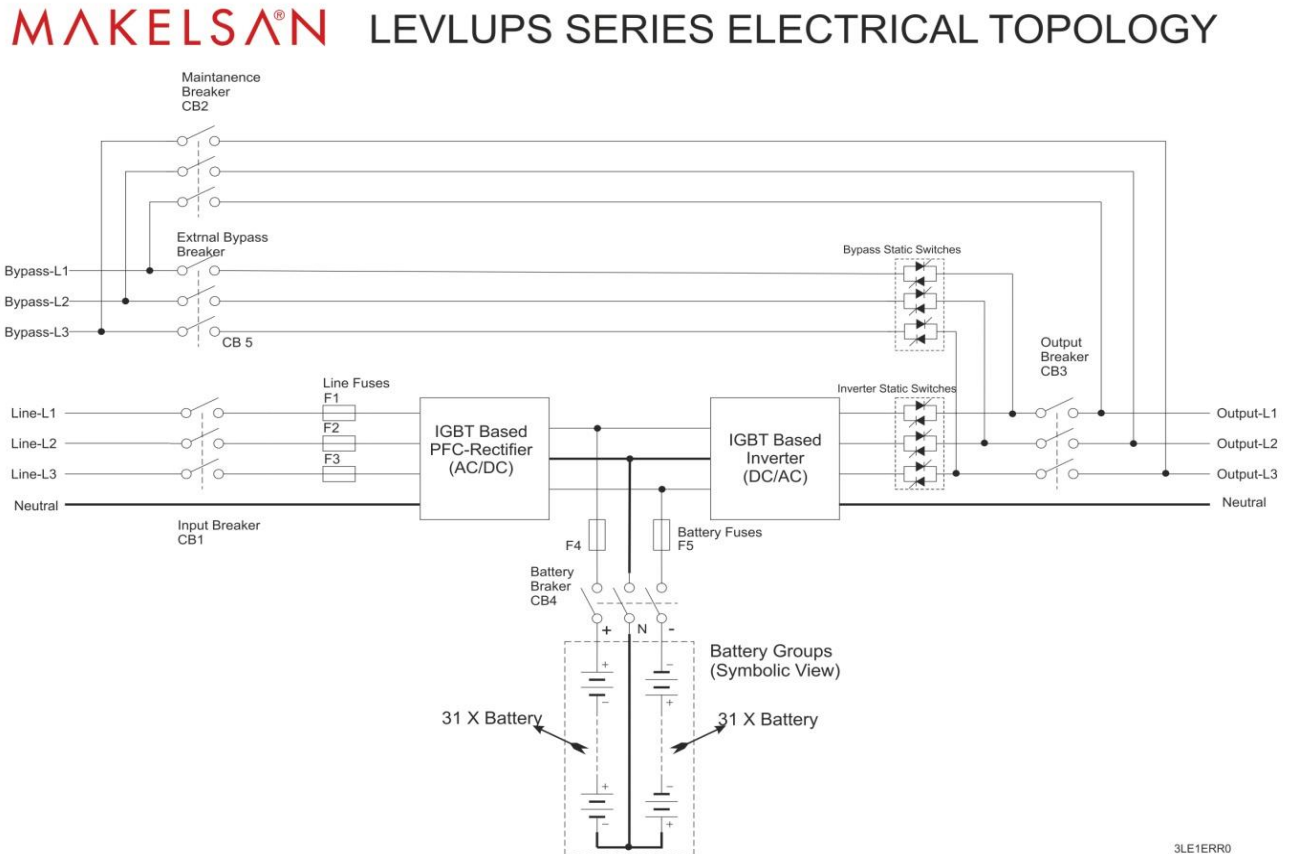 MAKELSAN® LEVLUPS SERIES ELECTRICAL TOPOLOGY
Maintanence
Breaker
CB2
Extrnal Bypass
Breaker
Bypass-L1
Bypass-L2
Bypass-L3
CB 5
Bypass Static Switches
Output
Breaker
CB3
Line Fuses
F1
F2
F3
Line-L1
Line-L2
Line-L3
Neutral
Input Breaker
CB1
IGBT Based
PFC-Rectifier
(AC/DC)
IGBT Based
Inverter
(DC/AC)
Inverter Static Switches
Output-L1
Output-L2
Output-L3
Neutral
F4
Battery Fuses
F5
Battery
Braker
CB4
+ N -
Battery Groups
(Symbolic View)
+ -
- +
31 X Battery
31 X Battery
+ -
- +
3LE1ERR0